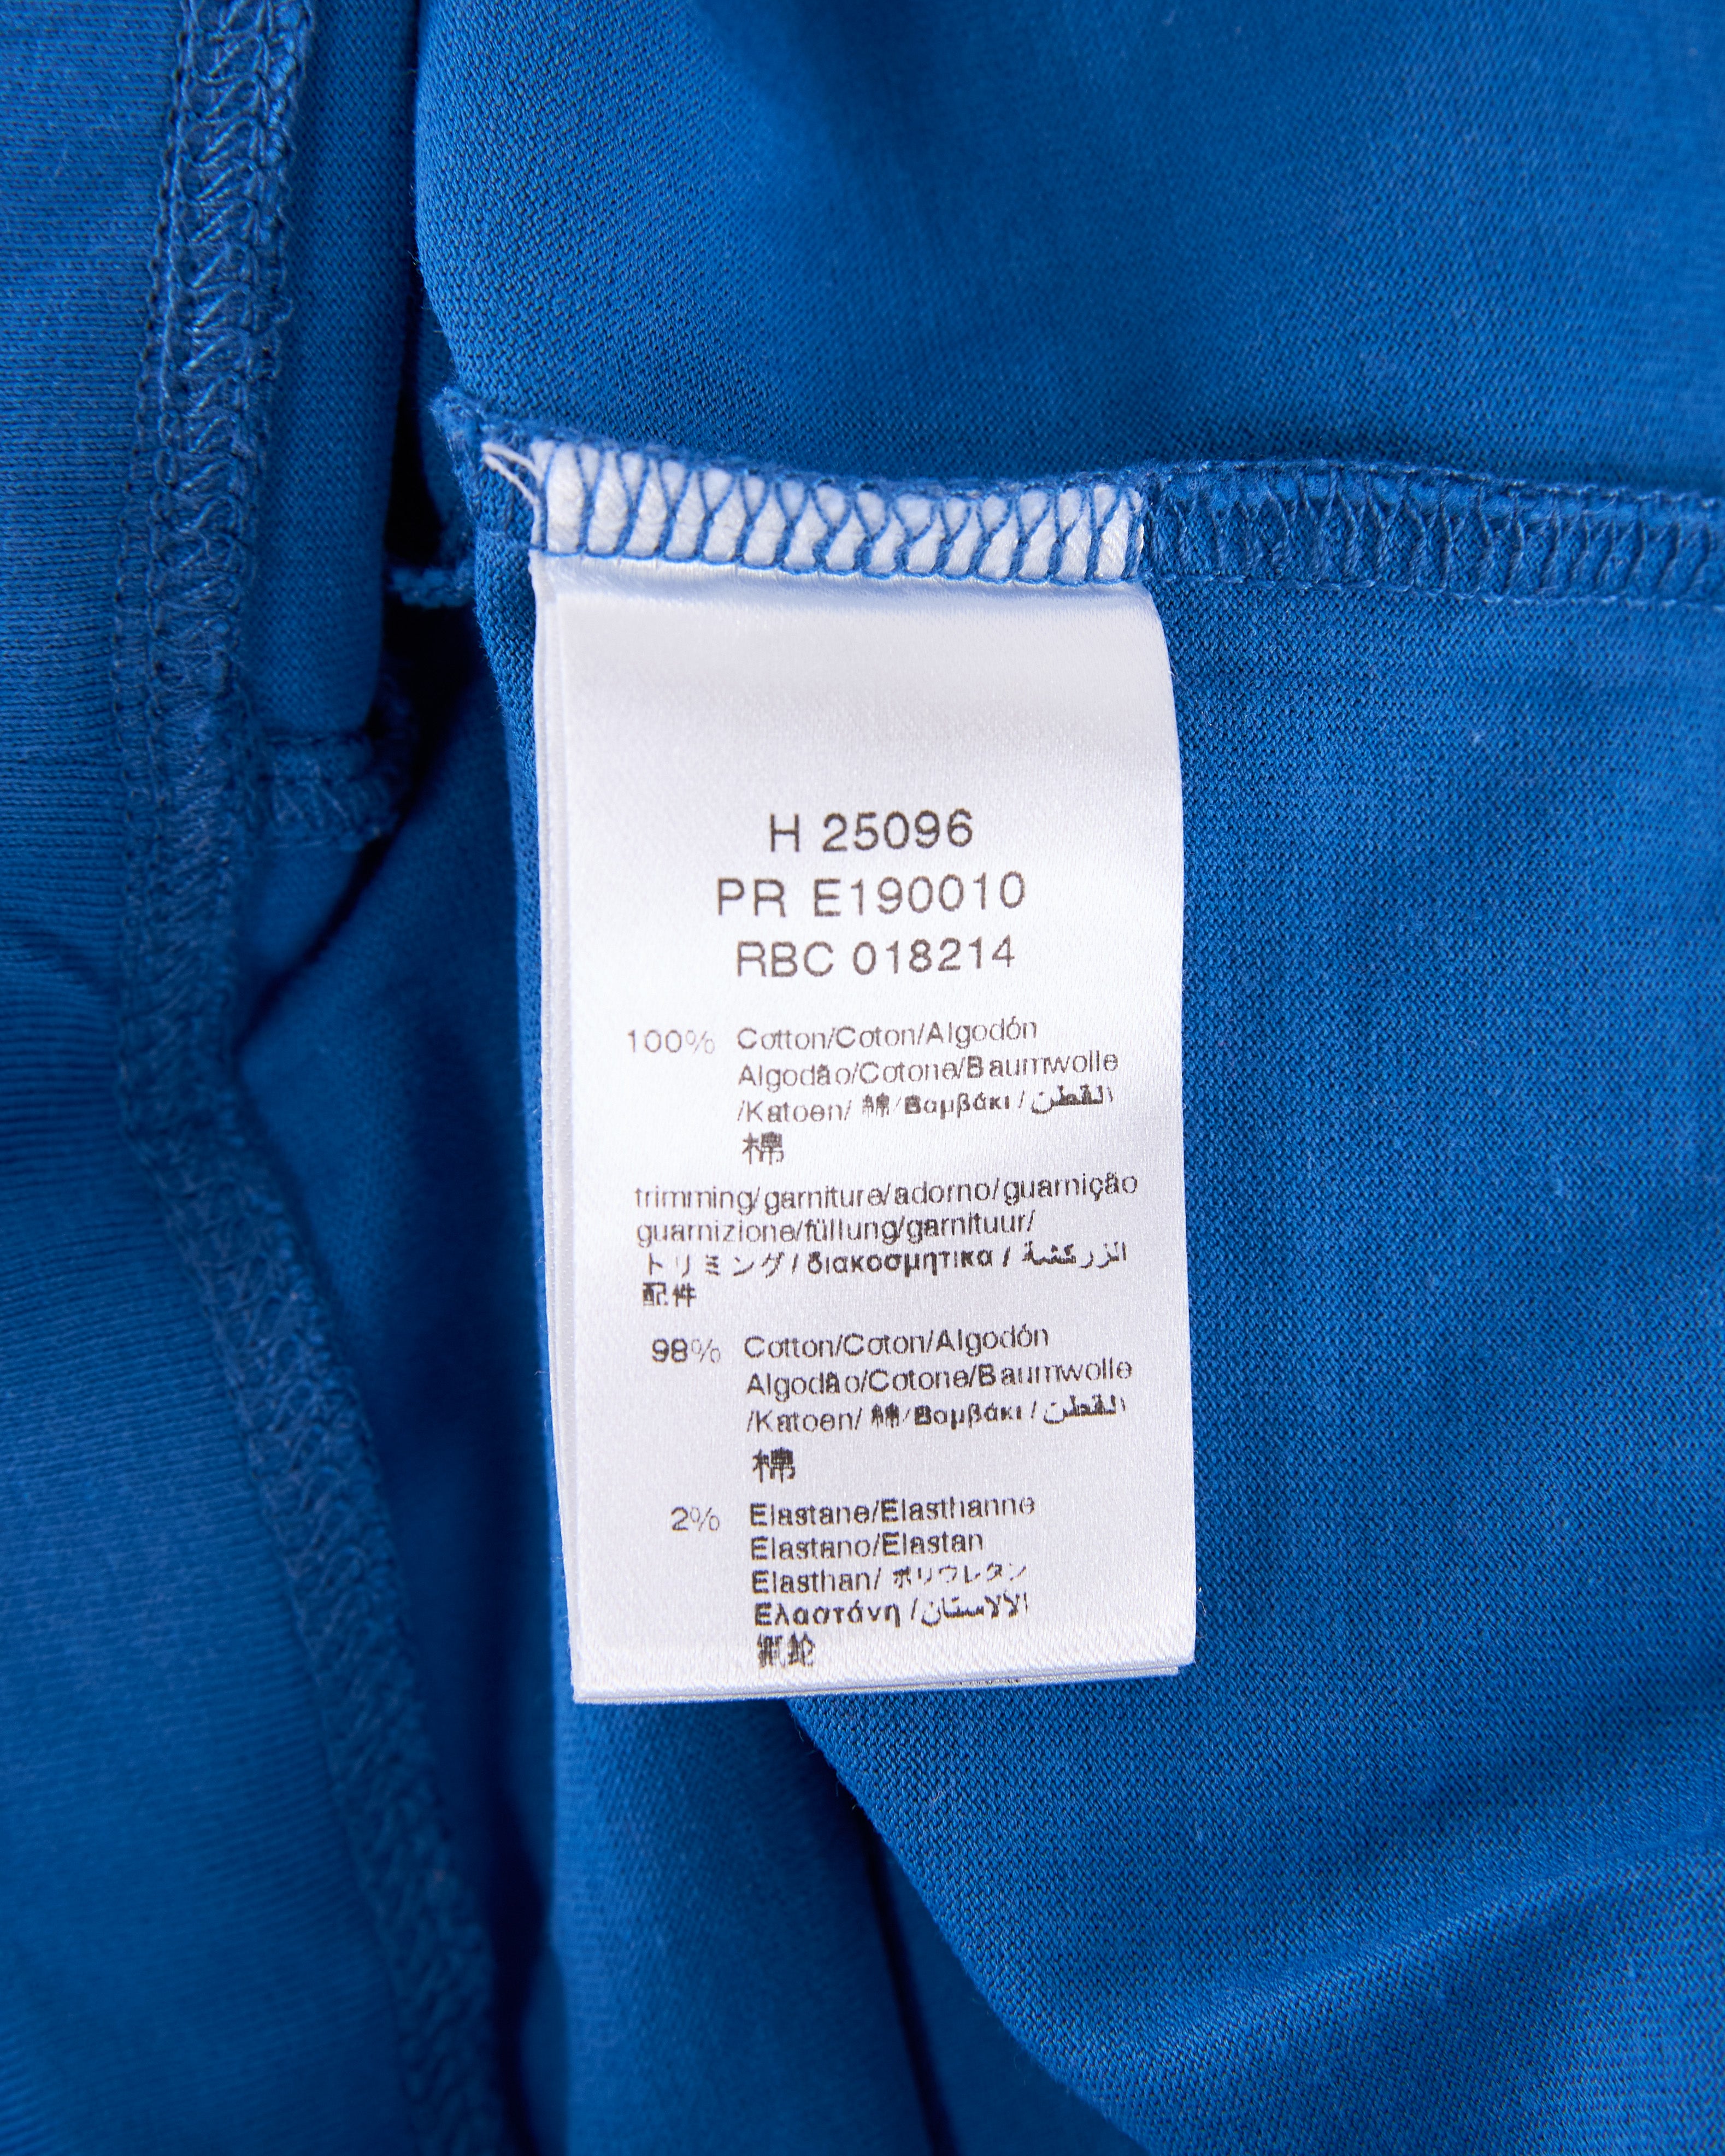 H 25096
PR E190010
RBC 018214
100% Cotton/Coton/Algodón
Algodão/Cotone/Baumwolle
/Katoen/ 綿/Βαμβάκι / القطن
棉
trimming/garniture/adorno/guarnição
guarnizione/füllung/garnituur/
トリミング / διακοσμητικα / الزركشة
配件
98% Cotton/Coton/Algodón
Algodão/Cotone/Baumwolle
/Katoen/ 綿/Βαμβάκι / القطن
棉
2% Elastane/Elasthanne
Elastano/Elastan
Elasthan/ ポリウレタン
Ελαστάνη /الالاستان